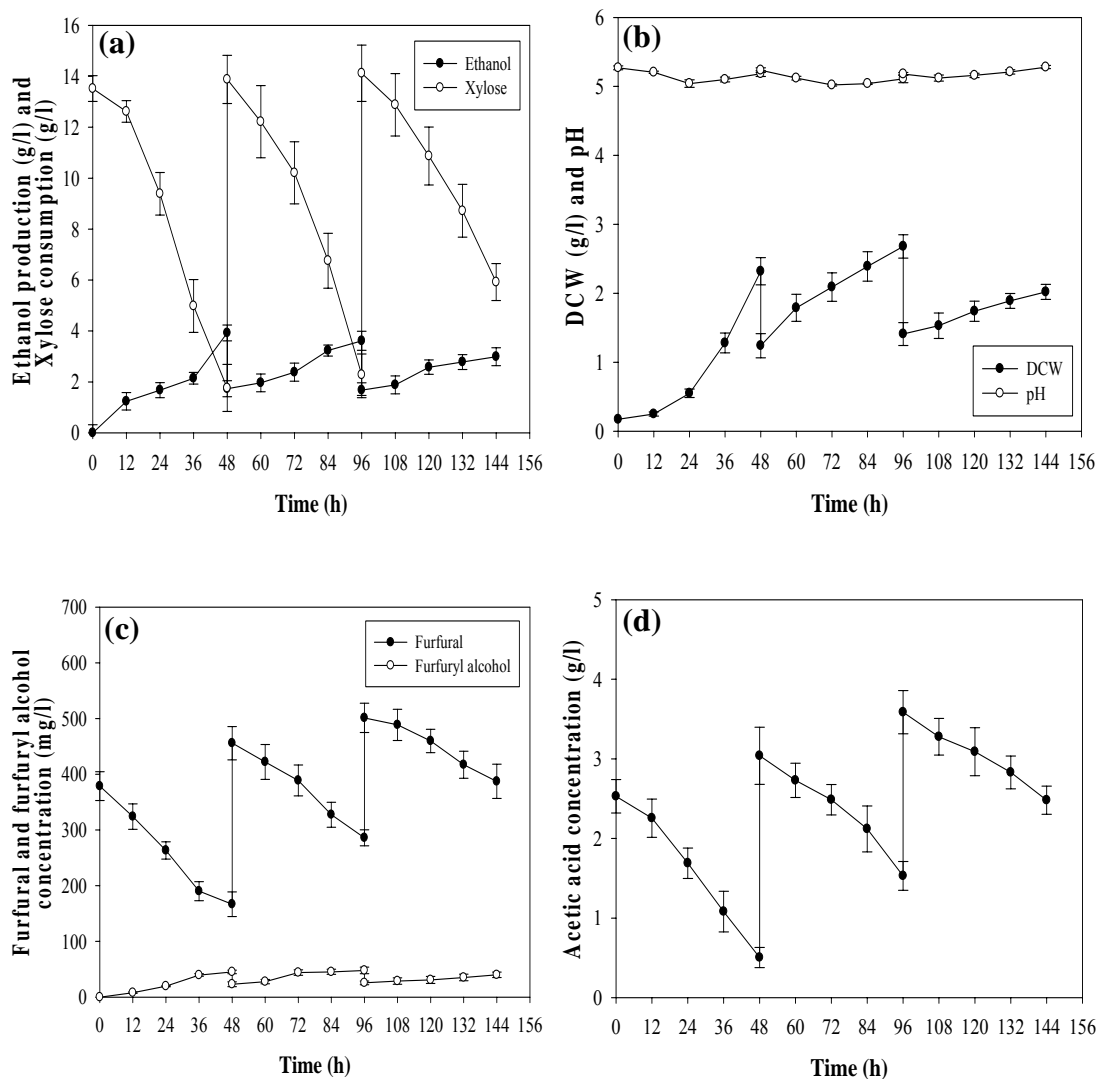 (a)
Ethanol
Xylose
Ethanol production (g/l) and
Xylose consumption (g/l)
16
14
12
10
8
6
4
2
0
0 12 24 36 48 60 72 84 96 108 120 132 144 156
Time (h)
(b)
DCW (g/l) and pH
6
5
4
3
2
1
0
DCW
pH
0 12 24 36 48 60 72 84 96 108 120 132 144 156
Time (h)
(c)
Furfural
Furfuryl alcohol
Furfural and furfuryl alcohol
concentration (mg/l)
700
600
500
400
300
200
100
0
0 12 24 36 48 60 72 84 96 108 120 132 144 156
Time (h)
(d)
Acetic acid concentration (g/l)
5
4
3
2
1
0
0 12 24 36 48 60 72 84 96 108 120 132 144 156
Time (h)